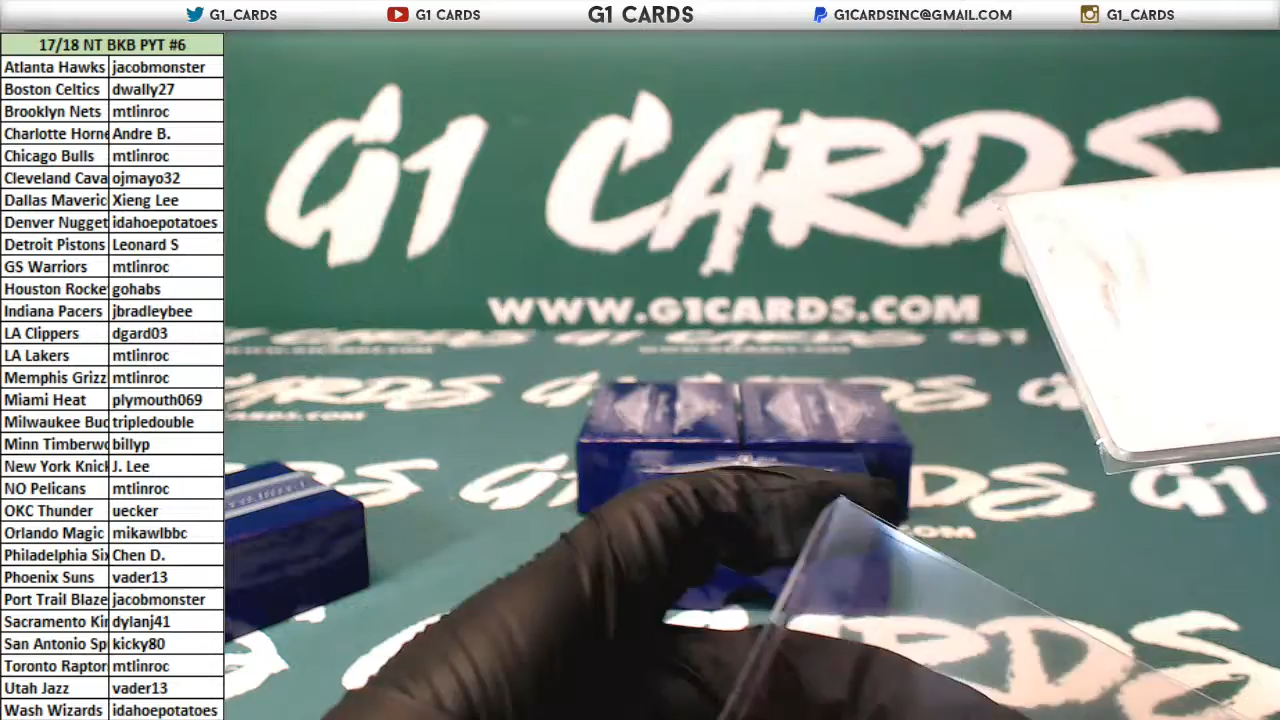 G1_CARDS
G1 CARDS
G1 CARDS
G1CARDSINC@GMAIL.COM
G1_CARDS
17/18 NT BKB PYT #6
Atlanta Hawks jacobmonster
Boston Celtics dwally27
Brooklyn Nets mtlinroc
Charlotte Horne Andre B.
Chicago Bulls mtlinroc
Cleveland Cava ojmayo32
Dallas Maveric Xieng Lee
Denver Nugget idahoepotatoes
Detroit Pistons Leonard S
GS Warriors mtlinroc
Houston Rocke gohabs
Indiana Pacers jbradleybee
LA Clippers dgard03
LA Lakers mtlinroc
Memphis Grizz mtlinroc
Miami Heat plymouth069
Milwaukee Buc tripledouble
Minn Timberwo billyp
New York Knick J. Lee
NO Pelicans mtlinroc
OKC Thunder uecker
Orlando Magic mikawlbbc
Philadelphia Six Chen D.
Phoenix Suns vader13
Port Trail Blaze jacobmonster
Sacramento Kin dylanj41
San Antonio Sp kicky80
Toronto Raptor mtlinroc
Utah Jazz vader13
Wash Wizards idahoepotatoes
G1 CARDS
WWW.G1CARDS.COM